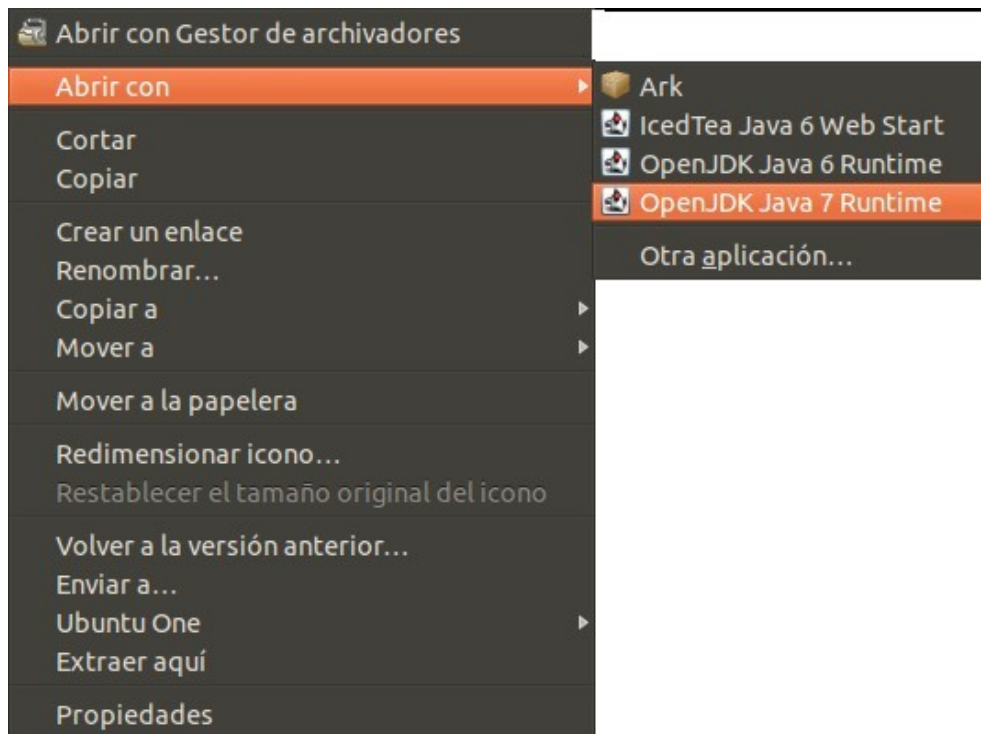 Abrir con Gestor de archivadores
Abrir con
Cortar
Copiar
Crear un enlace
Renombrar...
Copiar a
Mover a
Mover a la papelera
Redimensionar icono...
Restablecer el tamaño original del icono
Volver a la versión anterior...
Enviar a...
Ubuntu One
Extraer aquí
Propiedades
Ark
IcedTea Java 6 Web Start
OpenJDK Java 6 Runtime
OpenJDK Java 7 Runtime
Otra aplicación...